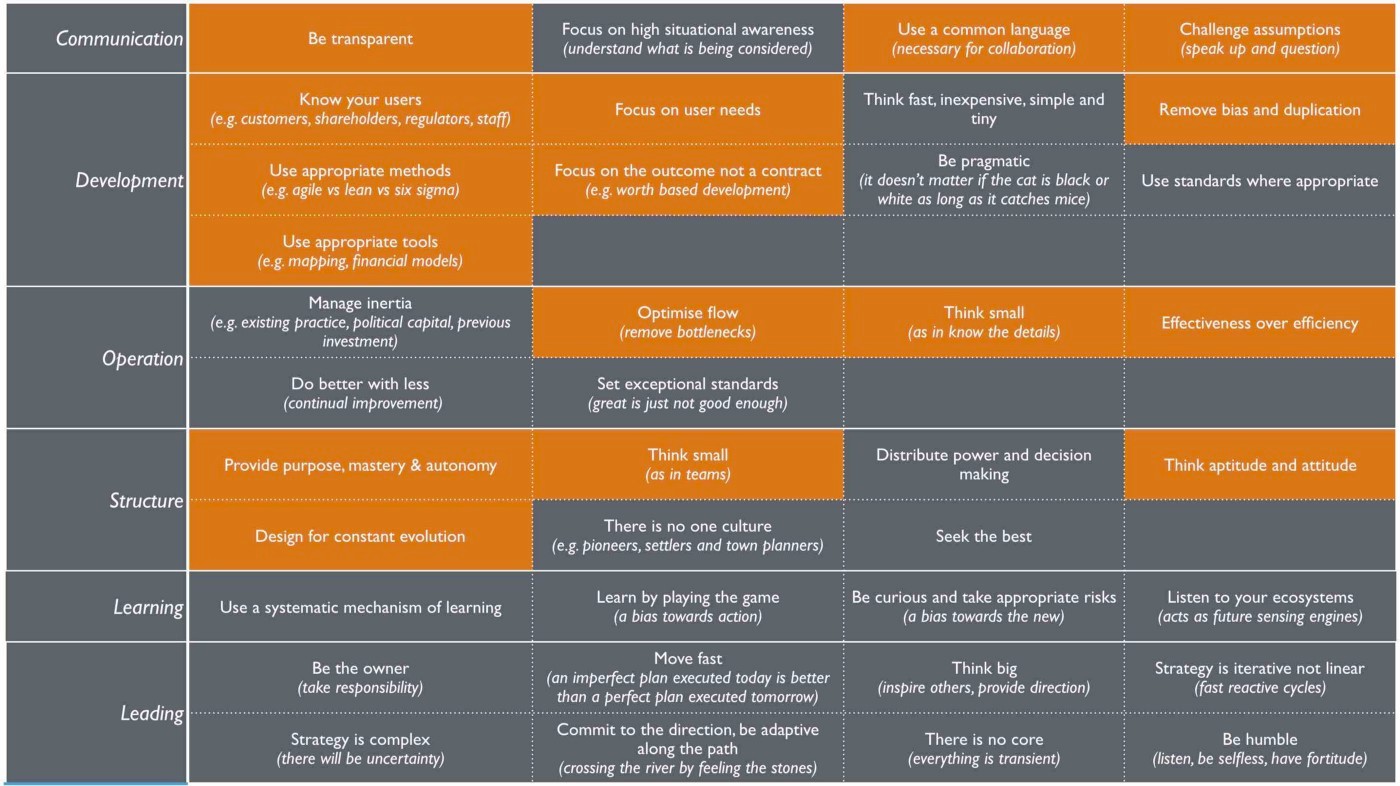 Communication
Be transparent
Focus on high situational awareness
(understand what is being considered)
Use a common language
(necessary for collaboration)
Challenge assumptions
(speak up and question)
Development
Know your users
(e.g. customers, shareholders, regulators, staff)
Focus on user needs
Think fast, inexpensive, simple and
tiny
Remove bias and duplication
Use appropriate methods
(e.g. agile vs lean vs six sigma)
Focus on the outcome not a contract
(e.g. worth based development)
Be pragmatic
(it doesn't matter if the cat is black or
white as long as it catches mice)
Use standards where appropriate
Use appropriate tools
(e.g. mapping, financial models)
Operation
Manage inertia
(e.g. existing practice, political capital, previous
investment)
Optimise flow
(remove bottlenecks)
Think small
(as in know the details)
Effectiveness over efficiency
Do better with less
(continual improvement)
Set exceptional standards
(great is just not good enough)
Structure
Provide purpose, mastery & autonomy
Think small
(as in teams)
Distribute power and decision
making
Think aptitude and attitude
Design for constant evolution
There is no one culture
(e.g. pioneers, settlers and town planners)
Seek the best
Learning
Use a systematic mechanism of learning
Learn by playing the game
(a bias towards action)
Be curious and take appropriate risks
(a bias towards the new)
Listen to your ecosystems
(acts as future sensing engines)
Leading
Be the owner
(take responsibility)
Move fast
(an imperfect plan executed today is better
than a perfect plan executed tomorrow)
Think big
(inspire others, provide direction)
Strategy is iterative not linear
(fast reactive cycles)
Strategy is complex
(there will be uncertainty)
Commit to the direction, be adaptive
along the path
(crossing the river by feeling the stones)
There is no core
(everything is transient)
Be humble
(listen, be selfless, have fortitude)